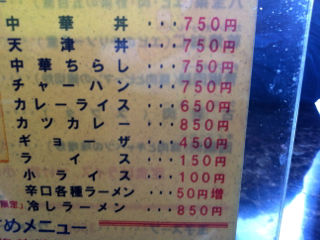 中華丼・・・750円
天津丼・・・750円
中華ちらし・・・750円
チャーハン・・・750円
カレーライス・・・650円
カツカレー・・・850円
ギョーザ・・・450円
ライス・・・150円
小ライス・・・100円
辛口各種ラーメン・・・50円増
限定」冷しラーメン・・・850円
すめメニュー